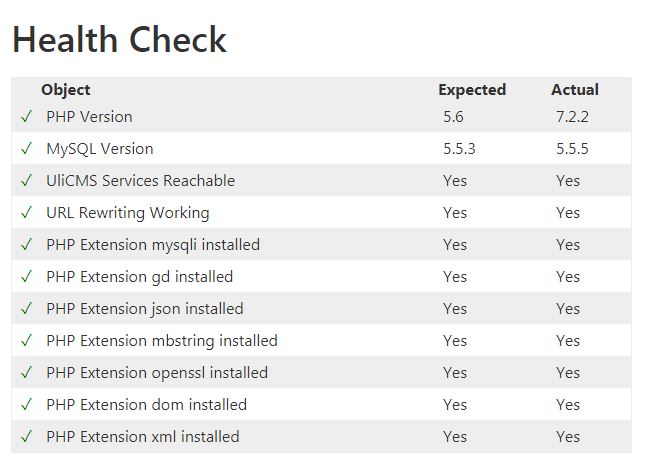 Health Check
Object Expected Actual
✓ PHP Version 5.6 7.2.2
✓ MySQL Version 5.5.3 5.5.5
✓ UliCMS Services Reachable Yes Yes
✓ URL Rewriting Working Yes Yes
✓ PHP Extension mysqli installed Yes Yes
✓ PHP Extension gd installed Yes Yes
✓ PHP Extension json installed Yes Yes
✓ PHP Extension mbstring installed Yes Yes
✓ PHP Extension openssl installed Yes Yes
✓ PHP Extension dom installed Yes Yes
✓ PHP Extension xml installed Yes Yes